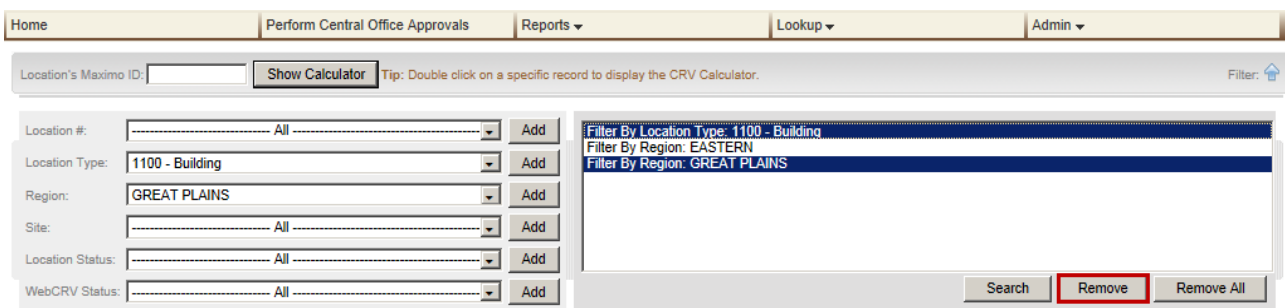 Home Perform Central Office Approvals Reports Lookup Admin
Location's Maximo ID: Show Calculator Tip: Double click on a specific record to display the CRV Calculator. Filter:
Location #: ------------------------------- All ------------------------------------------ Add
Location Type: 1100 - Building Add
Region: GREAT PLAINS Add
Site: ------------------------------- All ------------------------------------------ Add
Location Status: ------------------------------- All ------------------------------------------ Add
WebCRV Status: ------------------------------- All ------------------------------------------ Add
Filter By Location Type: 1100 - Building
Filter By Region: EASTERN
Filter By Region: GREAT PLAINS
Search Remove Remove All